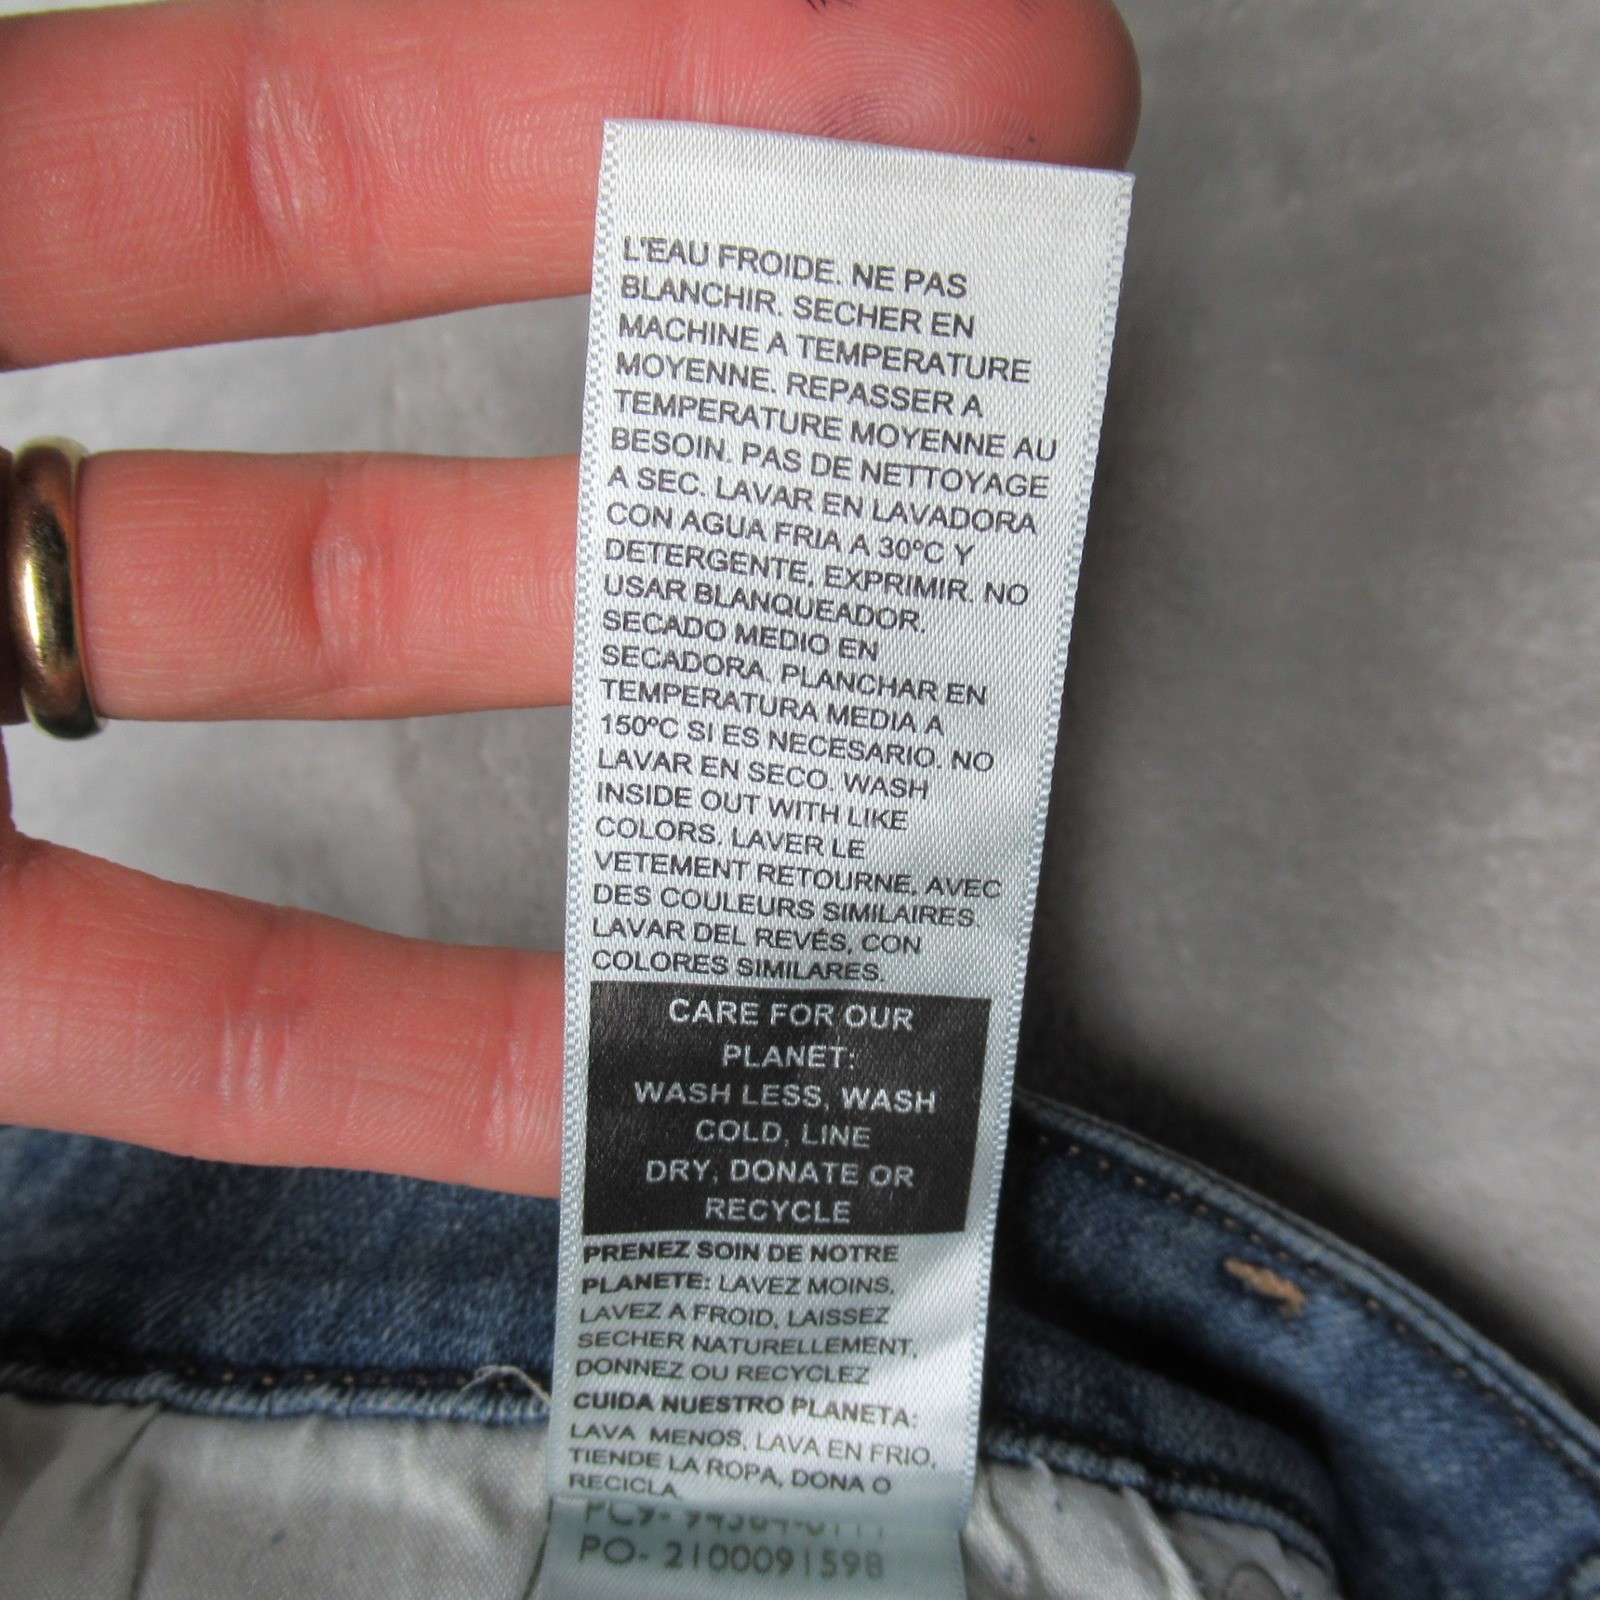 L'EAU FROIDE. NE PAS
BLANCHIR. SECHER EN
MACHINE A TEMPERATURE
MOYENNE. REPASSER A
TEMPERATURE MOYENNE AU
BESOIN. PAS DE NETTOYAGE
A SEC. LAVAR EN LAVADORA
CON AGUA FRIA A 30ºC Y
DETERGENTE, EXPRIMIR. NO
USAR BLANQUEADOR.
SECADO MEDIO EN
SECADORA, PLANCHAR EN
TEMPERATURA MEDIA A
150ºC SI ES NECESARIO. NO
LAVAR EN SECO. WASH
INSIDE OUT WITH LIKE
COLORS. LAVER LE
VETEMENT RETOURNE, AVEC
DES COULEURS SIMILAIRES.
LAVAR DEL REVÉS, CON
COLORES SIMILARES.
CARE FOR OUR
PLANET:
WASH LESS, WASH
COLD, LINE
DRY, DONATE OR
RECYCLE
PRENEZ SOIN DE NOTRE
PLANETE: LAVEZ MOINS,
LAVEZ A FROID, LAISSEZ
SECHER NATURELLEMENT,
DONNEZ OU RECYCLEZ
CUIDA NUESTRO PLANETA:
LAVA MENOS, LAVA EN FRIO,
TIENDE LA ROPA, DONA O
RECICLA.
PO- 2100091598